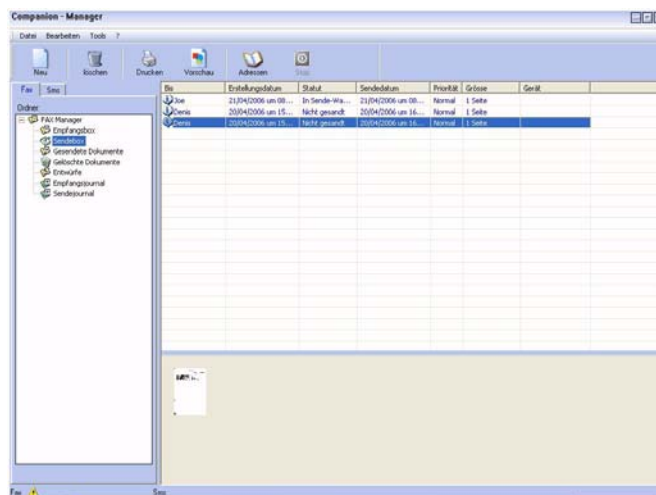 Companion - Manager
Datei Bearbeiten Tools ?
Neu löschen Drucken Vorschau Adressen Stop
Fax Sms
Ordner:
FAX Manager
Empfangsbox
Sendebox
Gesendete Dokumente
Gelöschte Dokumente
Entwürfe
Empfangsjournal
Sendejournal
Bis Erstellungsdatum Statut Sendedatum Priorität Grösse Gerät
Joe 21/04/2006 um 08... In Sende-Wa... 21/04/2006 um 08... Normal 1 Seite
Denis 20/04/2006 um 15... Nicht gesandt 20/04/2006 um 16... Normal 1 Seite
Denis 20/04/2006 um 15... Nicht gesandt 20/04/2006 um 16... Normal 1 Seite
Fax Sms